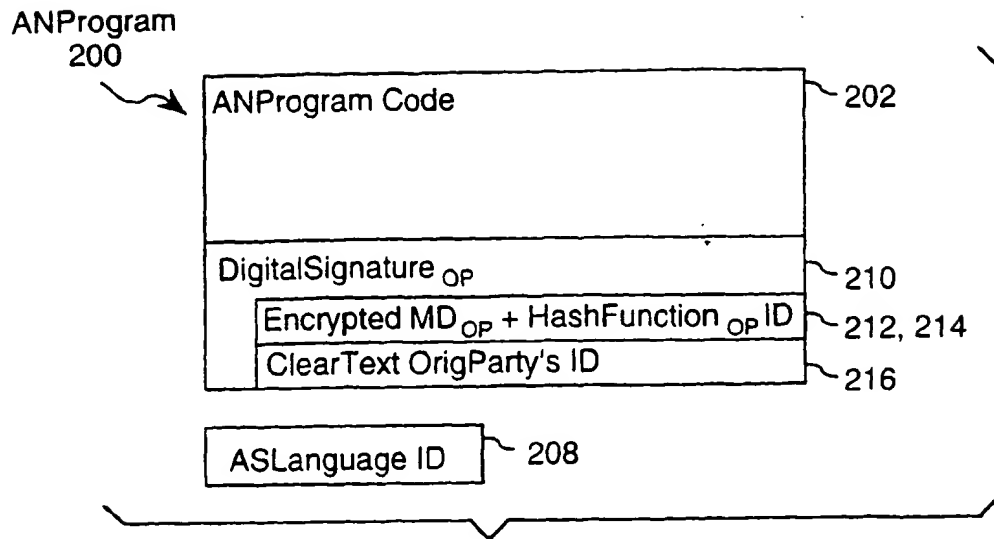 ANProgram
200
ANProgram Code
202
DigitalSignature OP
210
Encrypted MD OP + HashFunction OP ID
212, 214
ClearText OrigParty's ID
216
ASLanguage ID
208